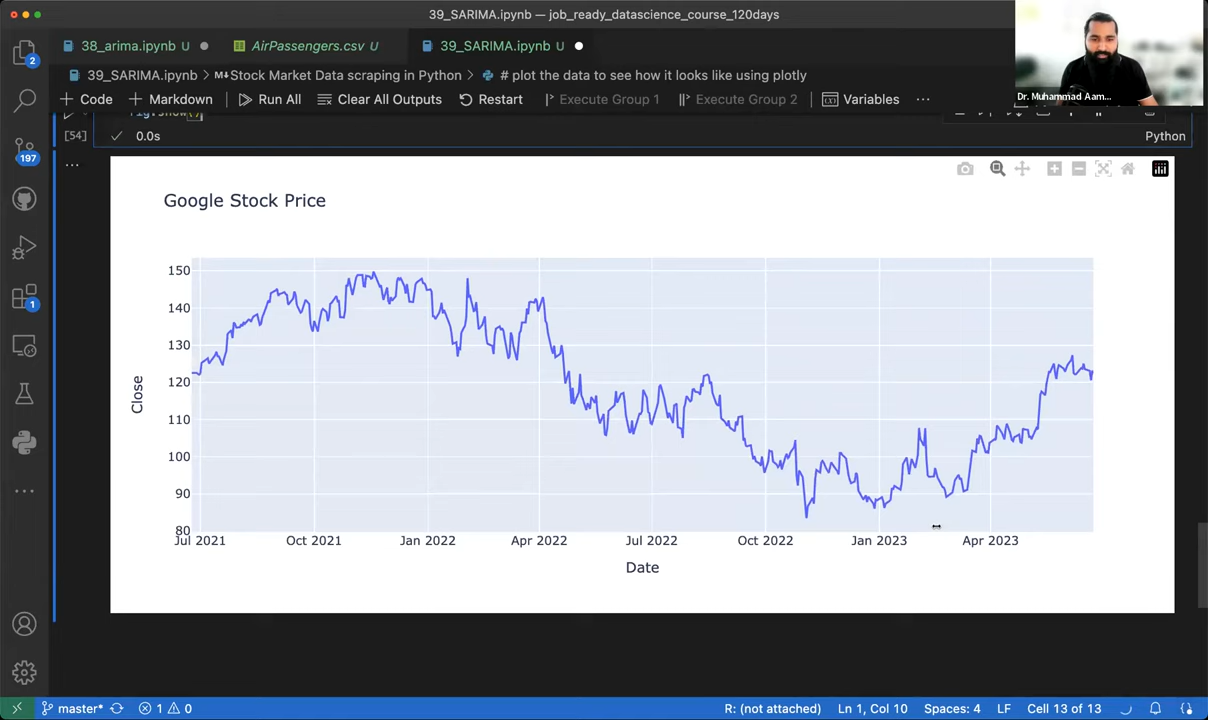 39_SARIMA.ipynb — job_ready_datascience_course_120days
38_arima.ipynb U
AirPassengers.csv U
39_SARIMA.ipynb U
39_SARIMA.ipynb > M↓Stock Market Data scraping in Python > # plot the data to see how it looks like using plotly
Dr. Muhammad Aam...
+ Code + Markdown Run All Clear All Outputs Restart Execute Group 1 Execute Group 2 Variables ...
fig.show()
[54] ✓ 0.0s Python
2
197
1
Google Stock Price
150
140
130
120
110
100
90
80
Close
Jul 2021 Oct 2021 Jan 2022 Apr 2022 Jul 2022 Oct 2022 Jan 2023 Apr 2023
Date
master* 1 0 R: (not attached) Ln 1, Col 10 Spaces: 4 LF Cell 13 of 13